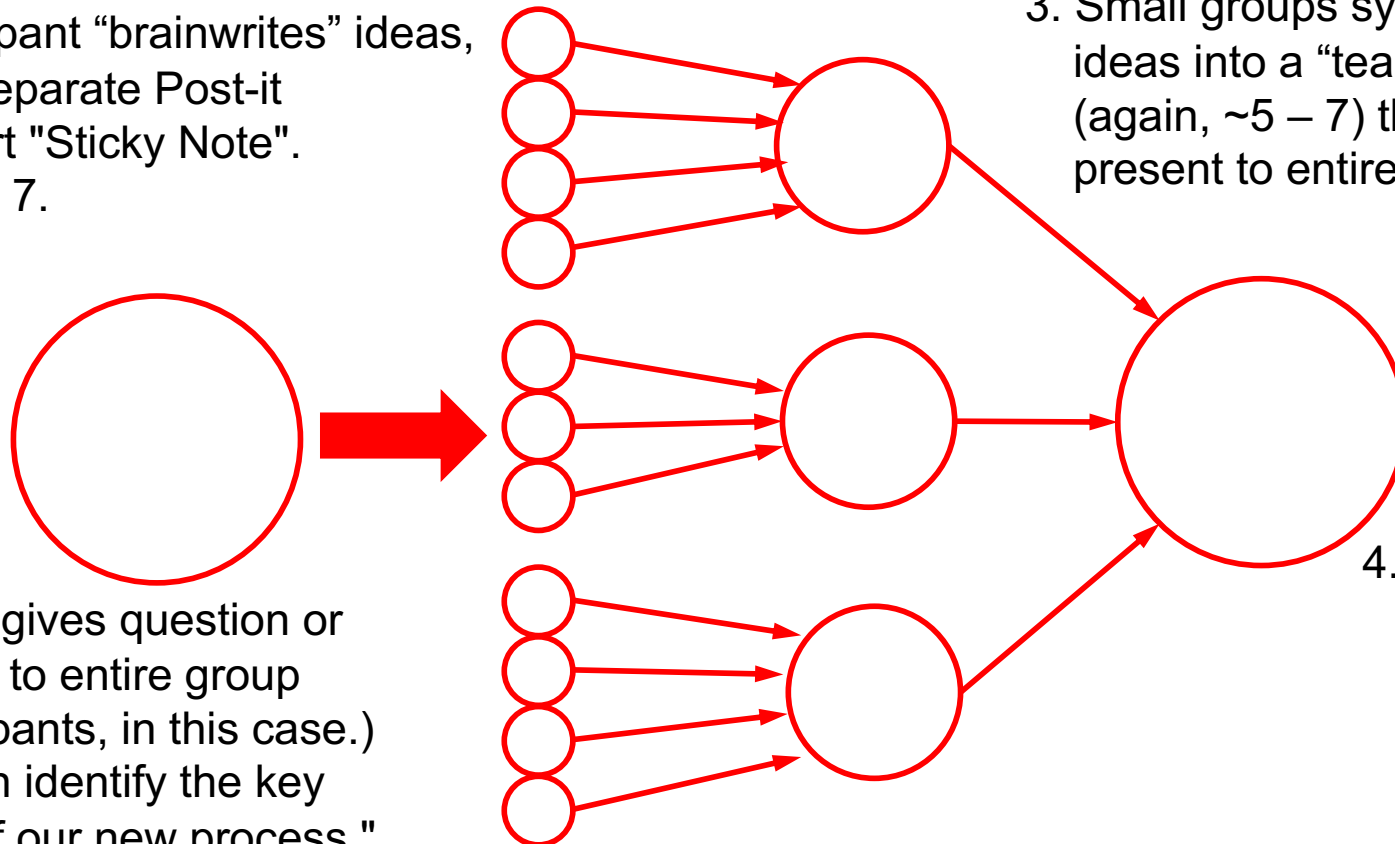 pant “brainwrites” ideas,
eparate Post-it
rt "Sticky Note".
7.
3. Small groups sy
ideas into a “tea
(again, ~5 – 7) th
present to entire
4.
gives question or
to entire group
pants, in this case.)
n identify the key
f our new process."